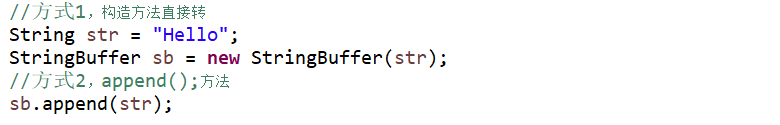 //方式1，构造方法直接转
String str = "Hello";
StringBuffer sb = new StringBuffer(str);
//方式2，append();方法
sb.append(str);